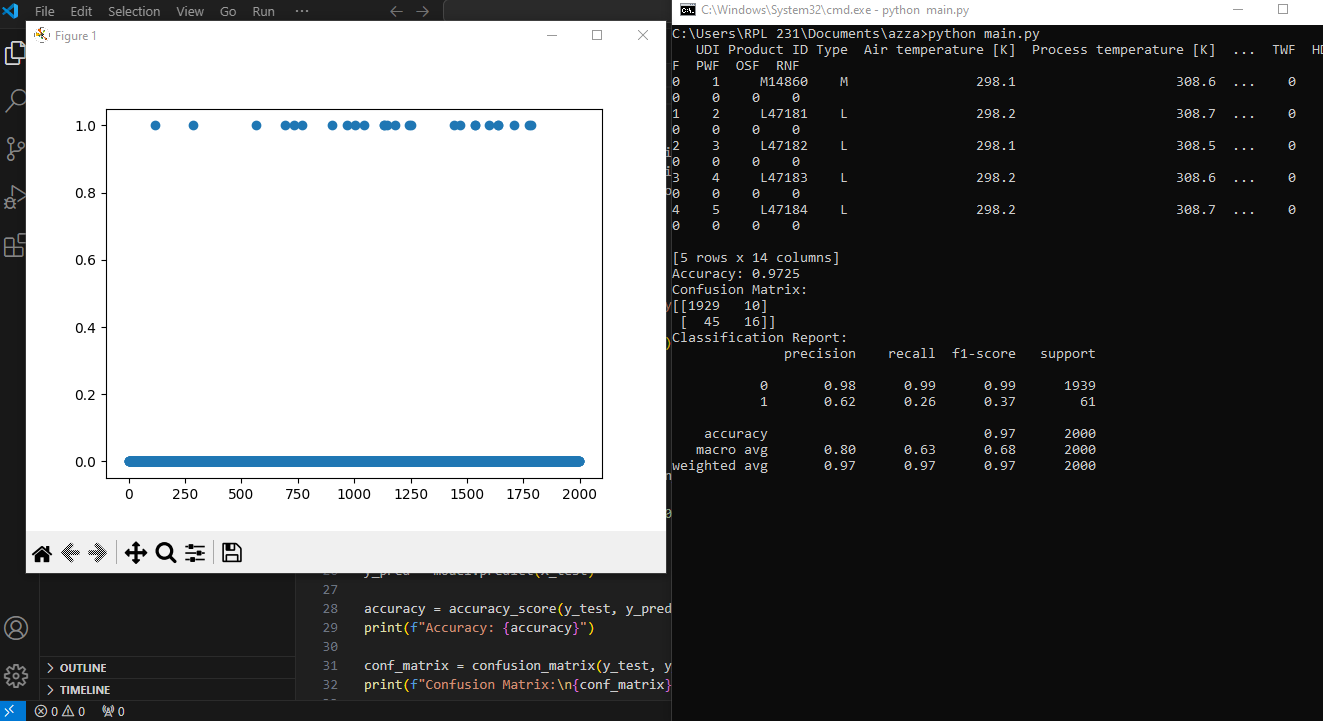 File Edit Selection View Go Run ...
Figure 1
1.0
0.8
0.6
0.4
0.2
0.0
0 250 500 750 1000 1250 1500 1750 2000
27
28 accuracy = accuracy_score(y_test, y_pred
29 print(f"Accuracy: {accuracy}")
30
31 conf_matrix = confusion_matrix(y_test, y
32 print(f"Confusion Matrix:\n{conf_matrix}
OUTLINE
TIMELINE
0 0 0
C:\Windows\System32\cmd.exe - python main.py
C:\Users\RPL 231\Documents\azza>python main.py
UDI Product ID Type Air temperature [K] Process temperature [K] ... TWF HD
F PWF OSF RNF
0 1 M14860 M 298.1 308.6 ... 0
0 0 0 0
1 2 L47181 L 298.2 308.7 ... 0
0 0 0 0
2 3 L47182 L 298.1 308.5 ... 0
0 0 0 0
3 4 L47183 L 298.2 308.6 ... 0
0 0 0 0
4 5 L47184 L 298.2 308.7 ... 0
0 0 0 0
[5 rows x 14 columns]
Accuracy: 0.9725
Confusion Matrix:
[[1929 10]
[ 45 16]]
Classification Report:
precision recall f1-score support
0 0.98 0.99 0.99 1939
1 0.62 0.26 0.37 61
accuracy 0.97 2000
macro avg 0.80 0.63 0.68 2000
weighted avg 0.97 0.97 0.97 2000